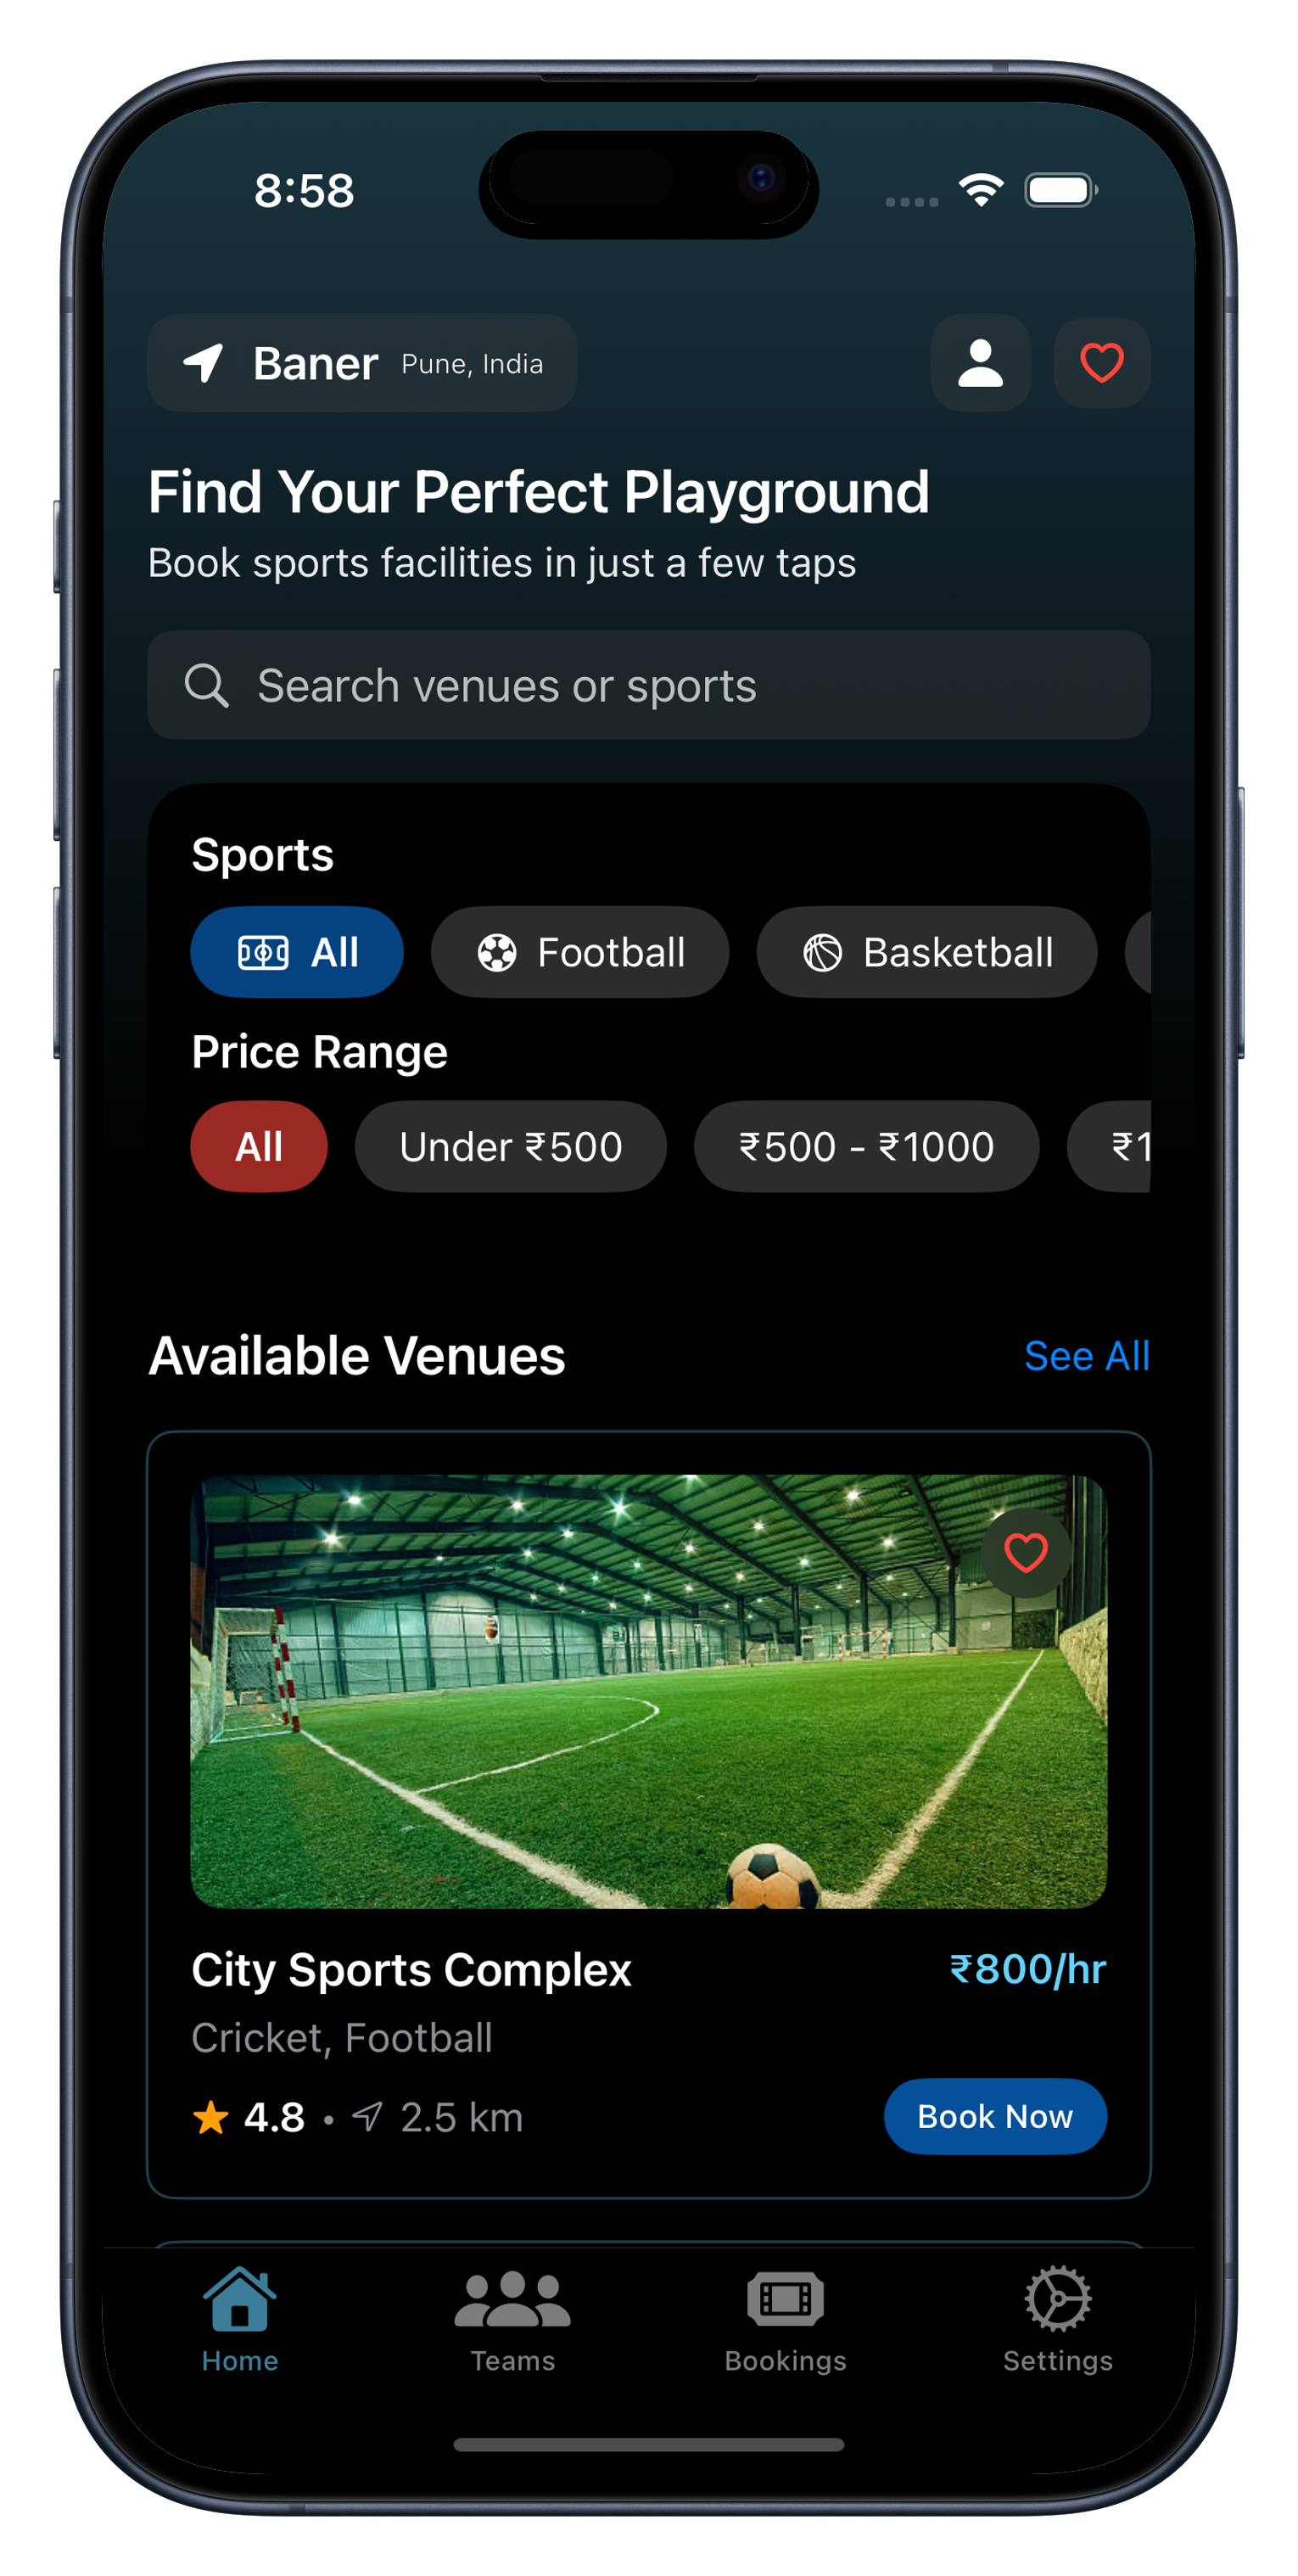 8:58
Baner Pune, India
Find Your Perfect Playground
Book sports facilities in just a few taps
Search venues or sports
Sports
All Football Basketball
Price Range
All Under ₹500 ₹500 - ₹1000 ₹1
Available Venues See All
City Sports Complex ₹800/hr
Cricket, Football
4.8 • 2.5 km Book Now
Home Teams Bookings Settings